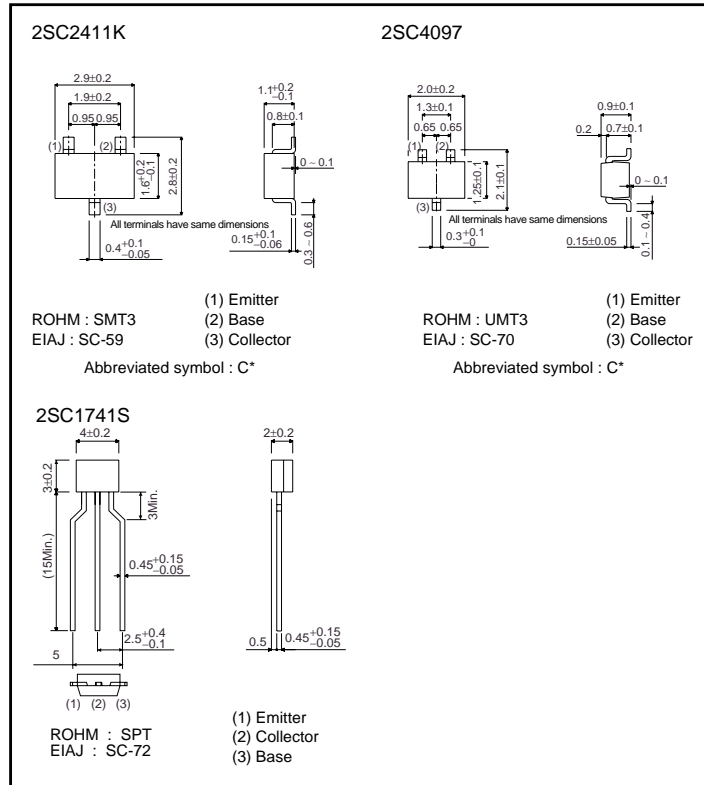 2SC2411K
2.9±0.2
1.9±0.2
0.95 0.95
(1) (2)
(3)
1.6+0.2 −0.1
2.8±0.2
All terminals have same dimensions
0.4+0.1 −0.05
1.1+0.2 −0.1
0.8±0.1
0 ~ 0.1
0.15+0.1 −0.06
0.3 ~ 0.6
ROHM : SMT3
EIAJ : SC-59
(1) Emitter
(2) Base
(3) Collector
Abbreviated symbol : C*
2SC4097
2.0±0.2
1.3±0.1
0.65 0.65
(1) (2)
(3)
.25±0.1
2.1±0.1
All terminals have same dimensions
0.3+0.1 −0
0.9±0.1
0.2 0.7±0.1
0 ~ 0.1
0.15±0.05
0.1 ~ 0.4
ROHM : UMT3
EIAJ : SC-70
(1) Emitter
(2) Base
(3) Collector
Abbreviated symbol : C*
2SC1741S
4±0.2
3±0.2
(15Min.)
3Min.
0.45+0.15 −0.05
2.5+0.4 −0.1
5
(1) (2) (3)
2±0.2
0.5 0.45+0.15 −0.05
ROHM : SPT
EIAJ : SC-72
(1) Emitter
(2) Collector
(3) Base